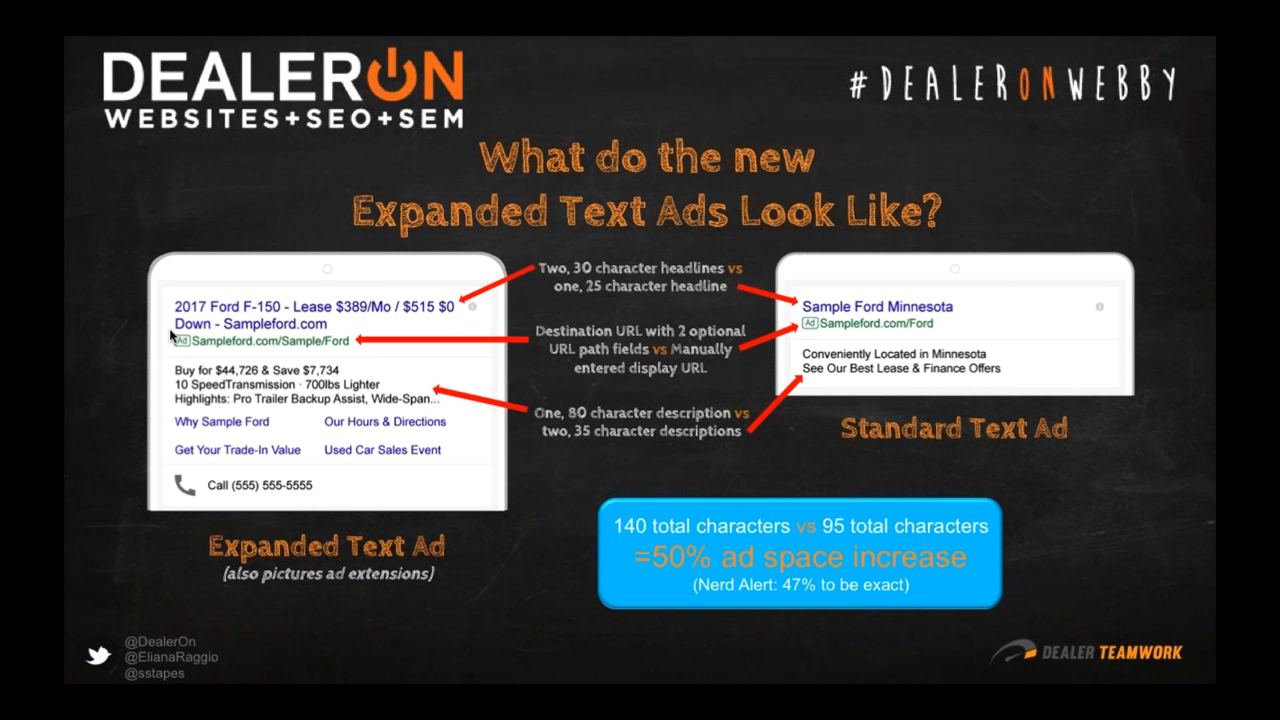 DEALERON
WEBSITES+SEO+SEM
#DEALERONWEBBY
What do the new
Expanded Text Ads Look Like?
2017 Ford F-150 - Lease $389/Mo / $515 $0
Down - Sampleford.com
Ad Sampleford.com/Sample/Ford
Buy for $44,726 & Save $7,734
10 SpeedTransmission · 700lbs Lighter
Highlights: Pro Trailer Backup Assist, Wide-Span...
Why Sample Ford
Our Hours & Directions
Get Your Trade-In Value
Used Car Sales Event
Call (555) 555-5555
Expanded Text Ad
(also pictures ad extensions)
Two, 30 character headlines vs
one, 25 character headline
Destination URL with 2 optional
URL path fields vs Manually
entered display URL
One, 80 character description vs
two, 35 character descriptions
Sample Ford Minnesota
Ad Sampleford.com/Ford
Conveniently Located in Minnesota
See Our Best Lease & Finance Offers
Standard Text Ad
140 total characters vs 95 total characters
=50% ad space increase
(Nerd Alert: 47% to be exact)
@DealerOn
@ElianaRaggio
@sstapes
DEALER TEAMWORK